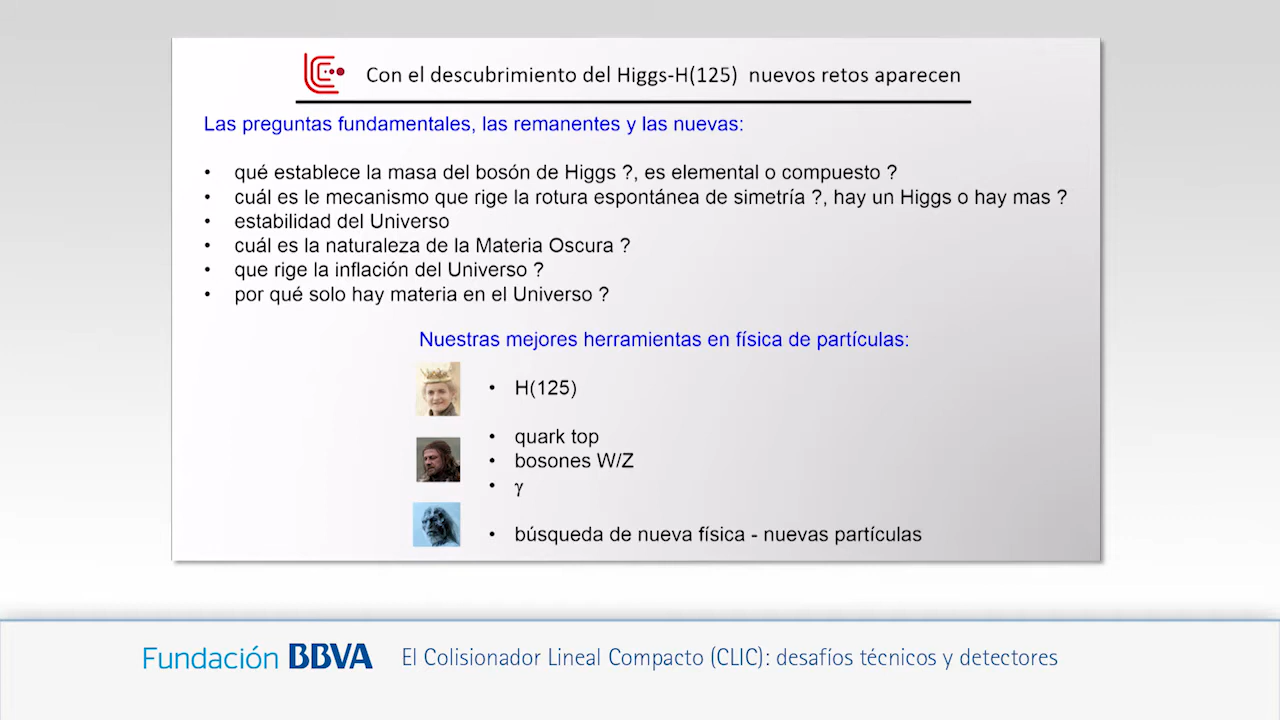 Con el descubrimiento del Higgs-H(125) nuevos retos aparecen
Las preguntas fundamentales, las remanentes y las nuevas:
• qué establece la masa del bosón de Higgs ?, es elemental o compuesto ?
• cuál es le mecanismo que rige la rotura espontánea de simetría ?, hay un Higgs o hay mas ?
• estabilidad del Universo
• cuál es la naturaleza de la Materia Oscura ?
• que rige la inflación del Universo ?
• por qué solo hay materia en el Universo ?
Nuestras mejores herramientas en física de partículas:
• H(125)
• quark top
• bosones W/Z
• γ
• búsqueda de nueva física - nuevas partículas
Fundación BBVA El Colisionador Lineal Compacto (CLIC): desafíos técnicos y detectores